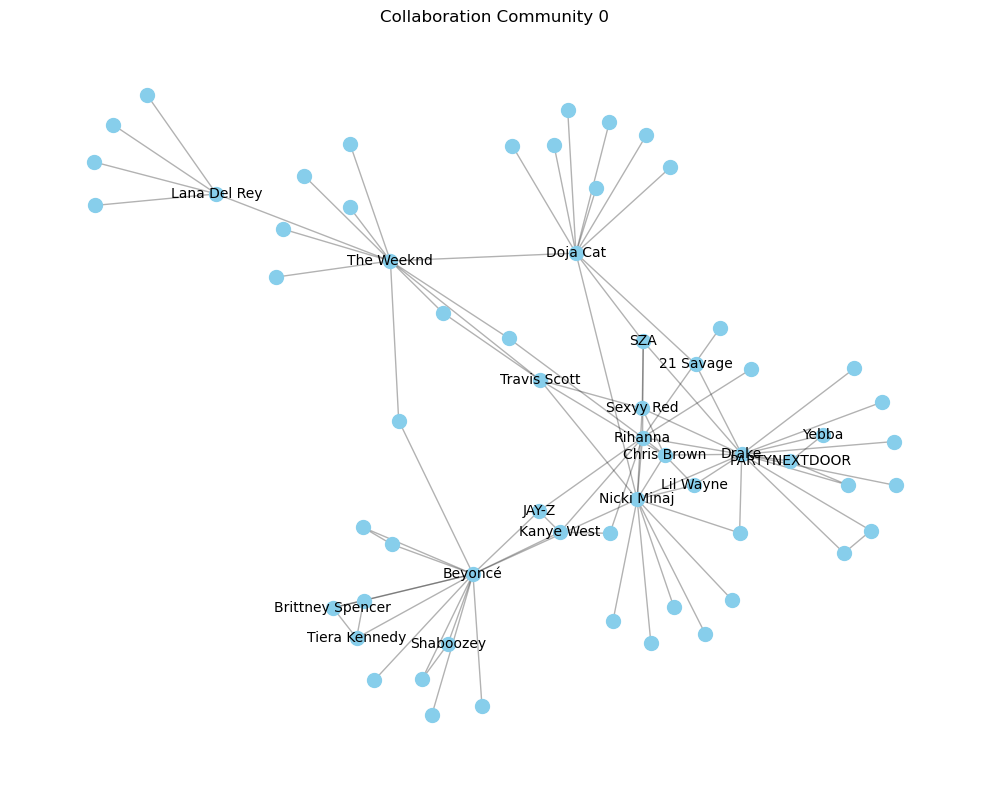 Collaboration Community 0
Lana Del Rey
The Weeknd
Doja Cat
SZA
21 Savage
Travis Scott
Sexyy Red
Yebba
Rihanna
Chris Brown
Drake
PARTYNEXTDOOR
Lil Wayne
Nicki Minaj
JAY-Z
Kanye West
Beyoncé
Brittney Spencer
Tiera Kennedy
Shaboozey